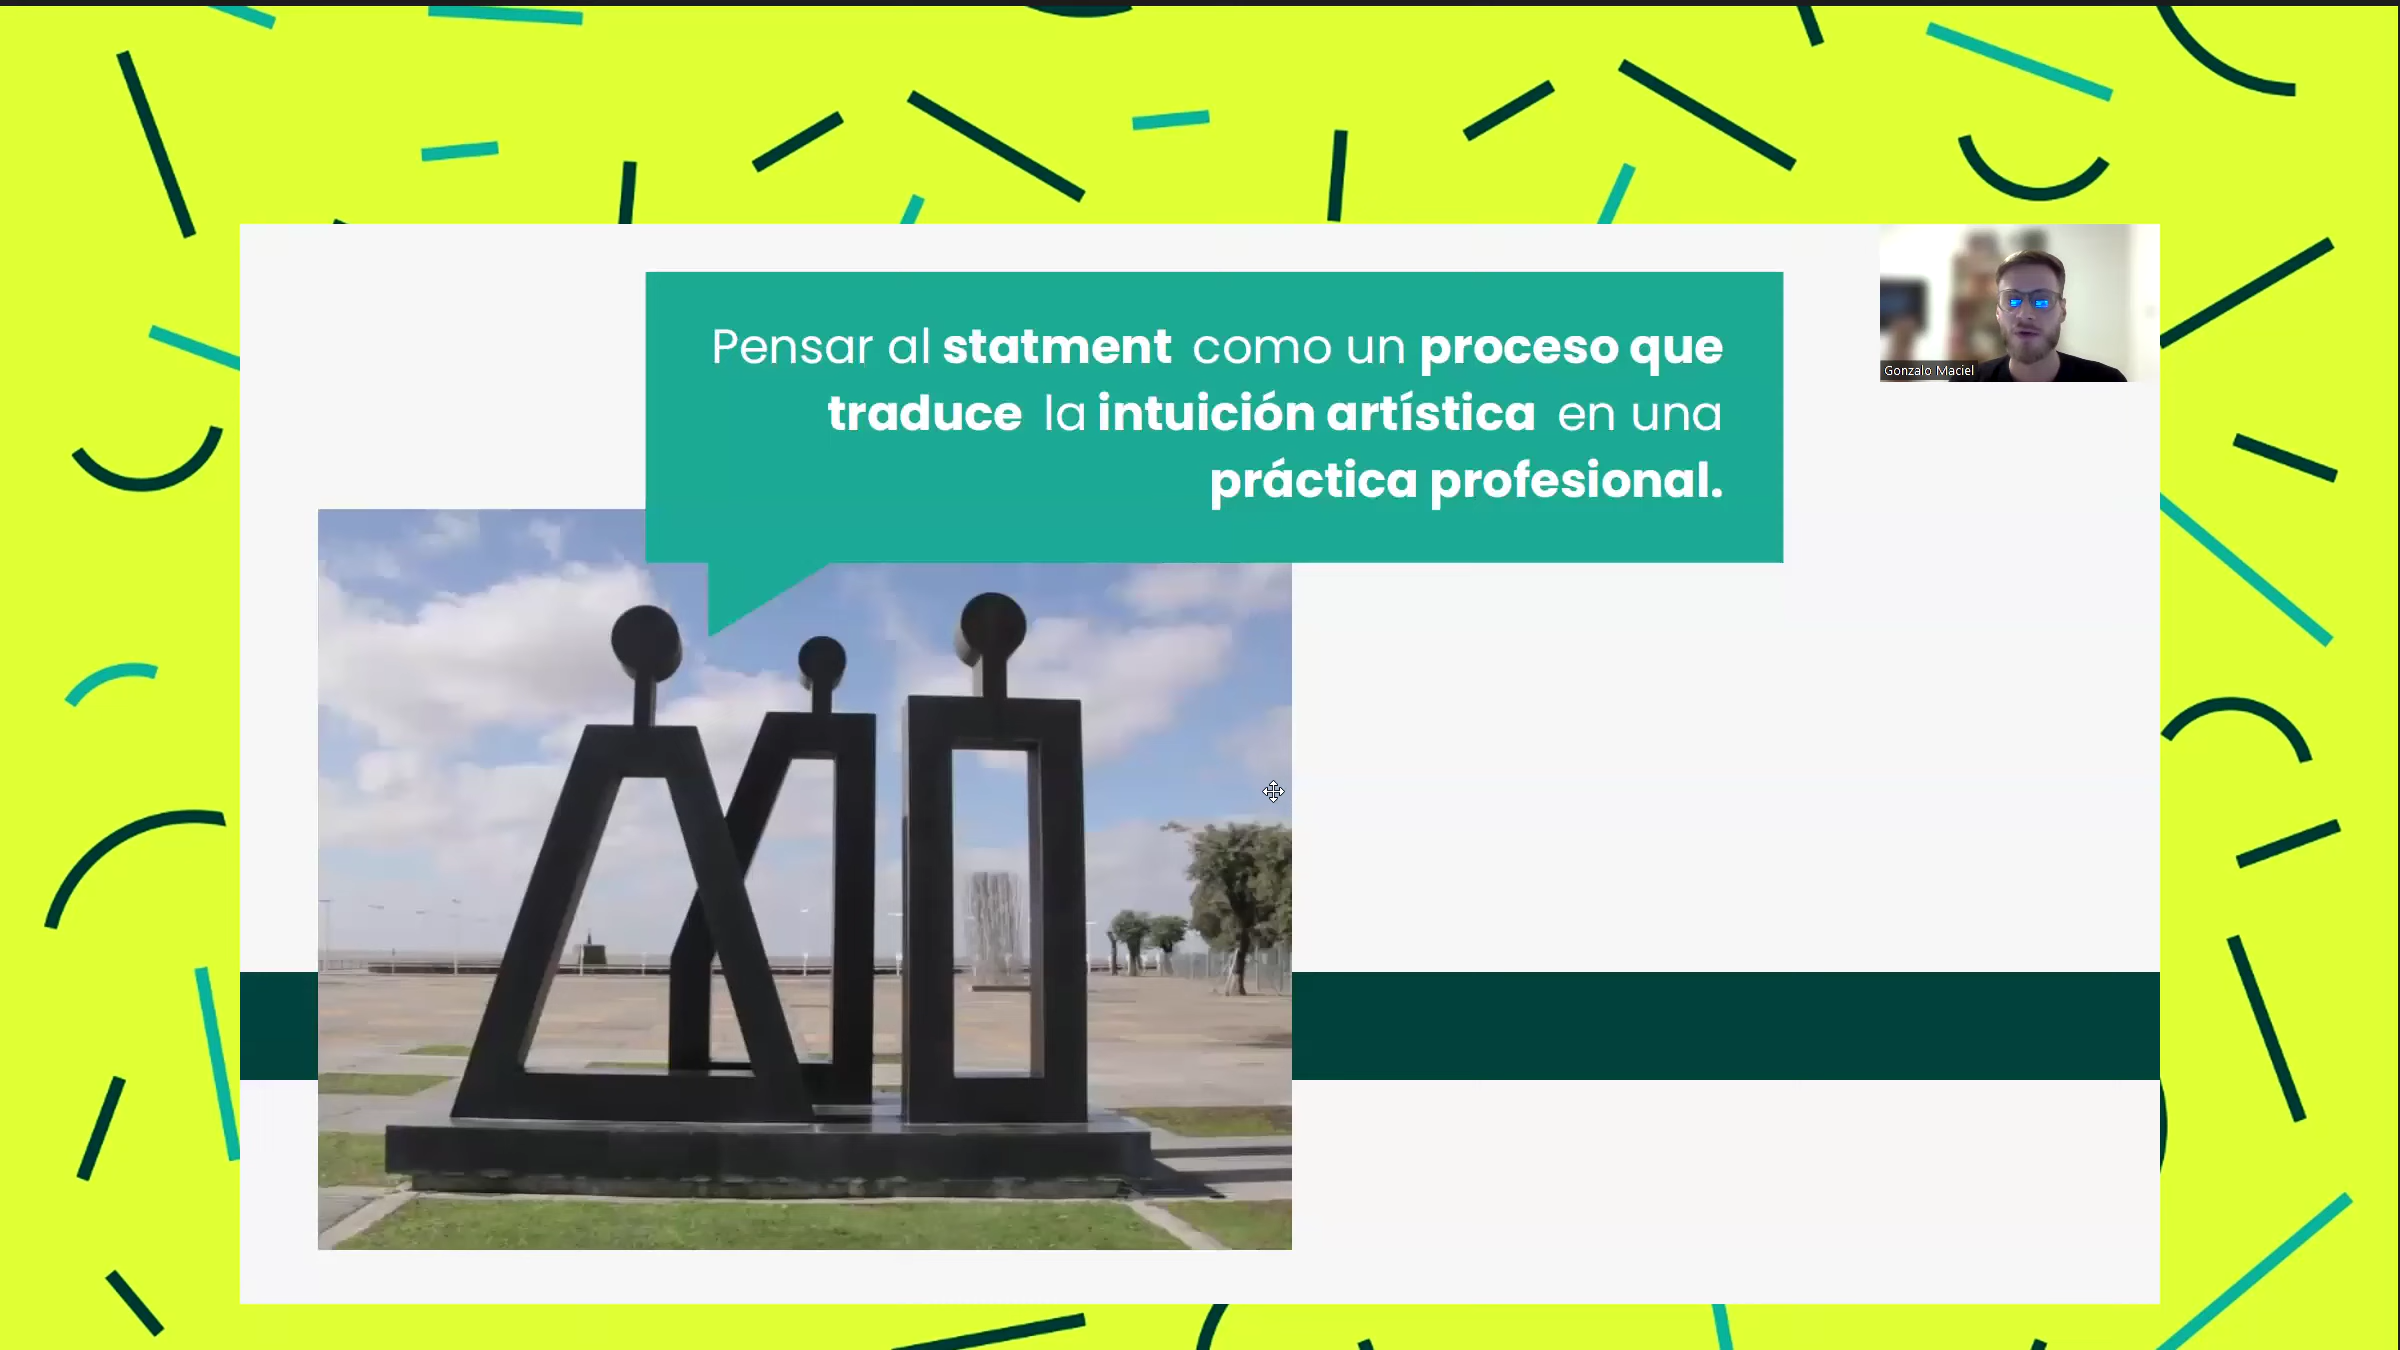 Pensar al statment como un proceso que
traduce la intuición artística en una
práctica profesional.
Gonzalo Maciel